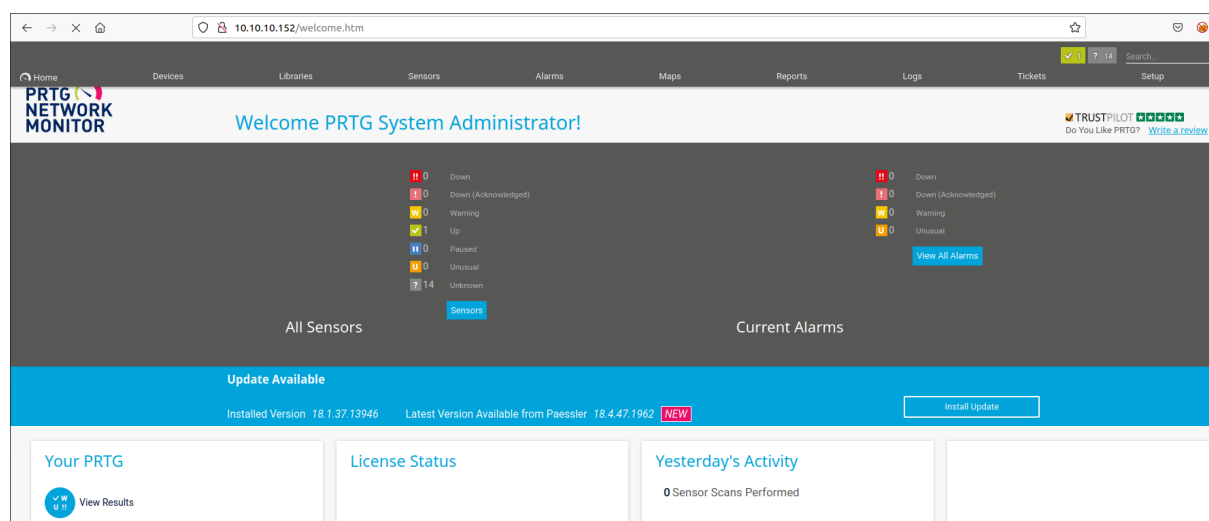 10.10.10.152/welcome.htm
1 ? 14 Search...
Home Devices Libraries Sensors Alarms Maps Reports Logs Tickets Setup
PRTG
NETWORK
MONITOR
Welcome PRTG System Administrator!
TRUSTPILOT
Do You Like PRTG? Write a review
!! 0 Down
! 0 Down (Acknowledged)
W 0 Warning
1 Up
0 Paused
U 0 Unusual
? 14 Unknown
Sensors
All Sensors
!! 0 Down
! 0 Down (Acknowledged)
W 0 Warning
U 0 Unusual
View All Alarms
Current Alarms
Update Available
Installed Version 18.1.37.13946 Latest Version Available from Paessler 18.4.47.1962 NEW
Install Update
Your PRTG
W
U !!
View Results
License Status
Yesterday's Activity
0 Sensor Scans Performed